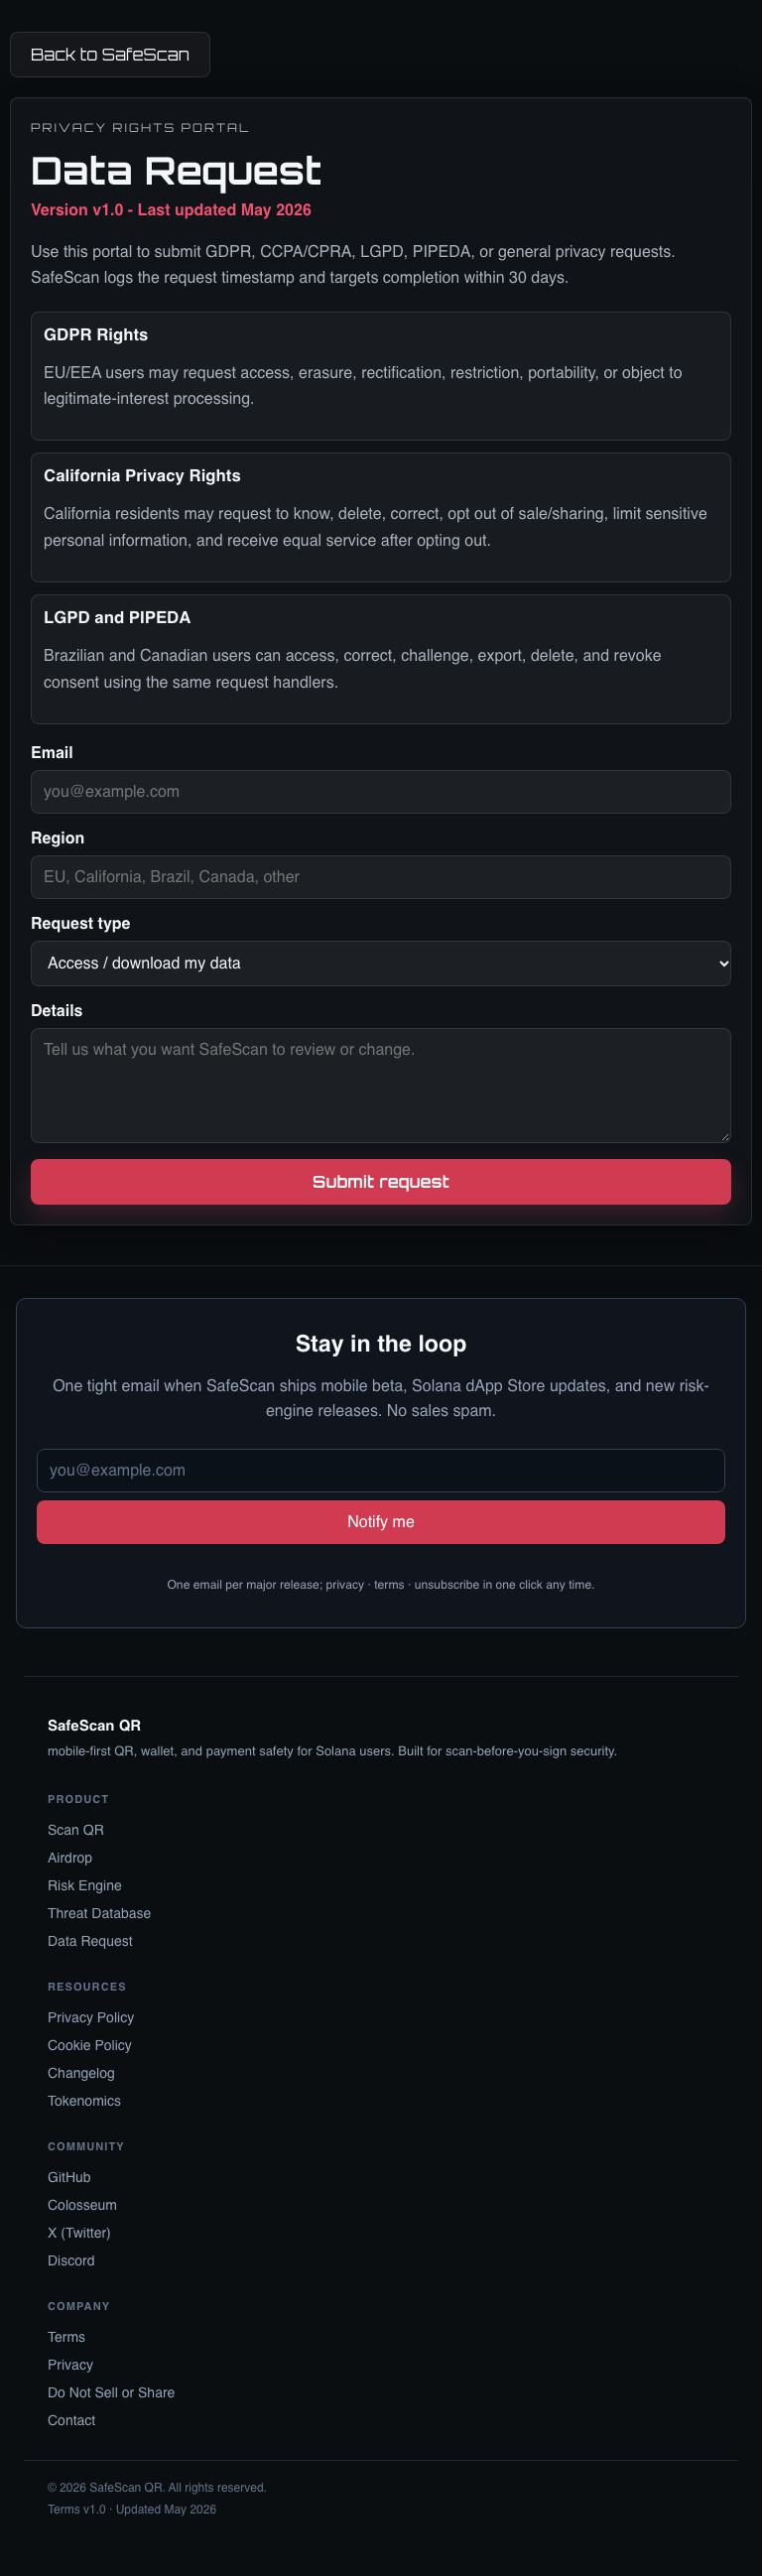 Back to SafeScan
PRIVACY RIGHTS PORTAL
Data Request
Version v1.0 - Last updated May 2026
Use this portal to submit GDPR, CCPA/CPRA, LGPD, PIPEDA, or general privacy requests.
SafeScan logs the request timestamp and targets completion within 30 days.
GDPR Rights
EU/EEA users may request access, erasure, rectification, restriction, portability, or object to
legitimate-interest processing.
California Privacy Rights
California residents may request to know, delete, correct, opt out of sale/sharing, limit sensitive
personal information, and receive equal service after opting out.
LGPD and PIPEDA
Brazilian and Canadian users can access, correct, challenge, export, delete, and revoke
consent using the same request handlers.
Email
you@example.com
Region
EU, California, Brazil, Canada, other
Request type
Access / download my data
Details
Tell us what you want SafeScan to review or change.
Submit request
Stay in the loop
One tight email when SafeScan ships mobile beta, Solana dApp Store updates, and new risk-
engine releases. No sales spam.
you@example.com
Notify me
One email per major release; privacy · terms · unsubscribe in one click any time.
SafeScan QR
mobile-first QR, wallet, and payment safety for Solana users. Built for scan-before-you-sign security.
PRODUCT
Scan QR
Airdrop
Risk Engine
Threat Database
Data Request
RESOURCES
Privacy Policy
Cookie Policy
Changelog
Tokenomics
COMMUNITY
GitHub
Colosseum
X (Twitter)
Discord
COMPANY
Terms
Privacy
Do Not Sell or Share
Contact
© 2026 SafeScan QR. All rights reserved.
Terms v1.0 · Updated May 2026